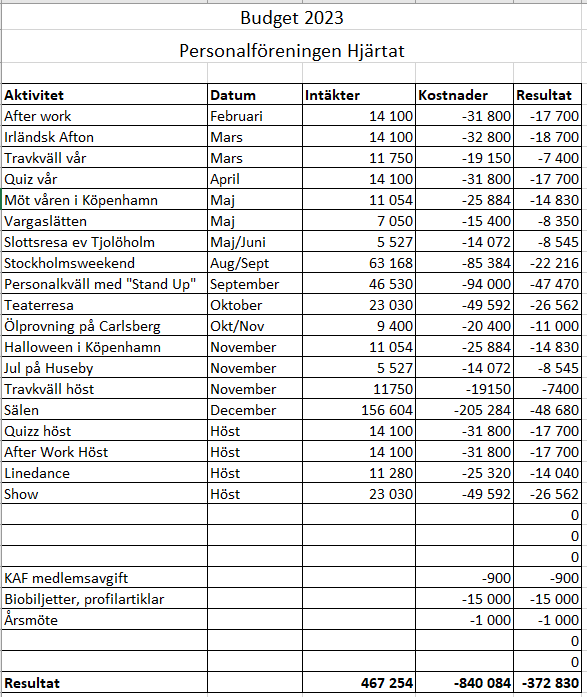 Budget 2023
Personalföreningen Hjärtat
Aktivitet Datum Intäkter Kostnader Resultat
After work Februari 14 100 -31 800 -17 700
Irländsk Afton Mars 14 100 -32 800 -18 700
Travkväll vår Mars 11 750 -19 150 -7 400
Quiz vår April 14 100 -31 800 -17 700
Möt våren i Köpenhamn Maj 11 054 -25 884 -14 830
Vargaslätten Maj 7 050 -15 400 -8 350
Slottsresa ev Tjolöholm Maj/Juni 5 527 -14 072 -8 545
Stockholmsweekend Aug/Sept 63 168 -85 384 -22 216
Personalkväll med "Stand Up" September 46 530 -94 000 -47 470
Teaterresa Oktober 23 030 -49 592 -26 562
Ölprovning på Carlsberg Okt/Nov 9 400 -20 400 -11 000
Halloween i Köpenhamn November 11 054 -25 884 -14 830
Jul på Huseby November 5 527 -14 072 -8 545
Travkväll höst November 11750 -19150 -7400
Sälen December 156 604 -205 284 -48 680
Quizz höst Höst 14 100 -31 800 -17 700
After Work Höst Höst 14 100 -31 800 -17 700
Linedance Höst 11 280 -25 320 -14 040
Show Höst 23 030 -49 592 -26 562
0
0
0
KAF medlemsavgift -900 -900
Biobiljetter, profilartiklar -15 000 -15 000
Årsmöte -1 000 -1 000
0
0
Resultat 467 254 -840 084 -372 830